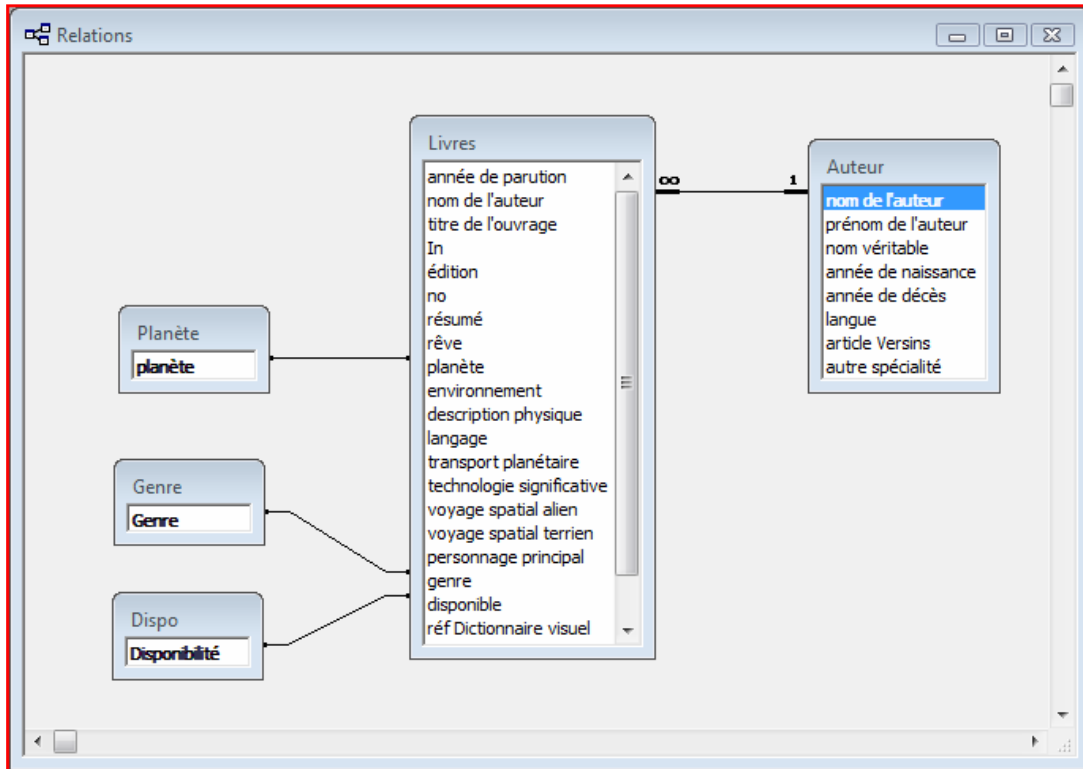 Relations
Livres
année de parution
nom de l'auteur
titre de l'ouvrage
In
édition
no
résumé
rêve
planète
environnement
description physique
langage
transport planétaire
technologie significative
voyage spatial alien
voyage spatial terrien
personnage principal
genre
disponible
réf Dictionnaire visuel
∞
1
Auteur
nom de l'auteur
prénom de l'auteur
nom véritable
année de naissance
année de décès
langue
article Versins
autre spécialité
Planète
planète
Genre
Genre
Dispo
Disponibilité